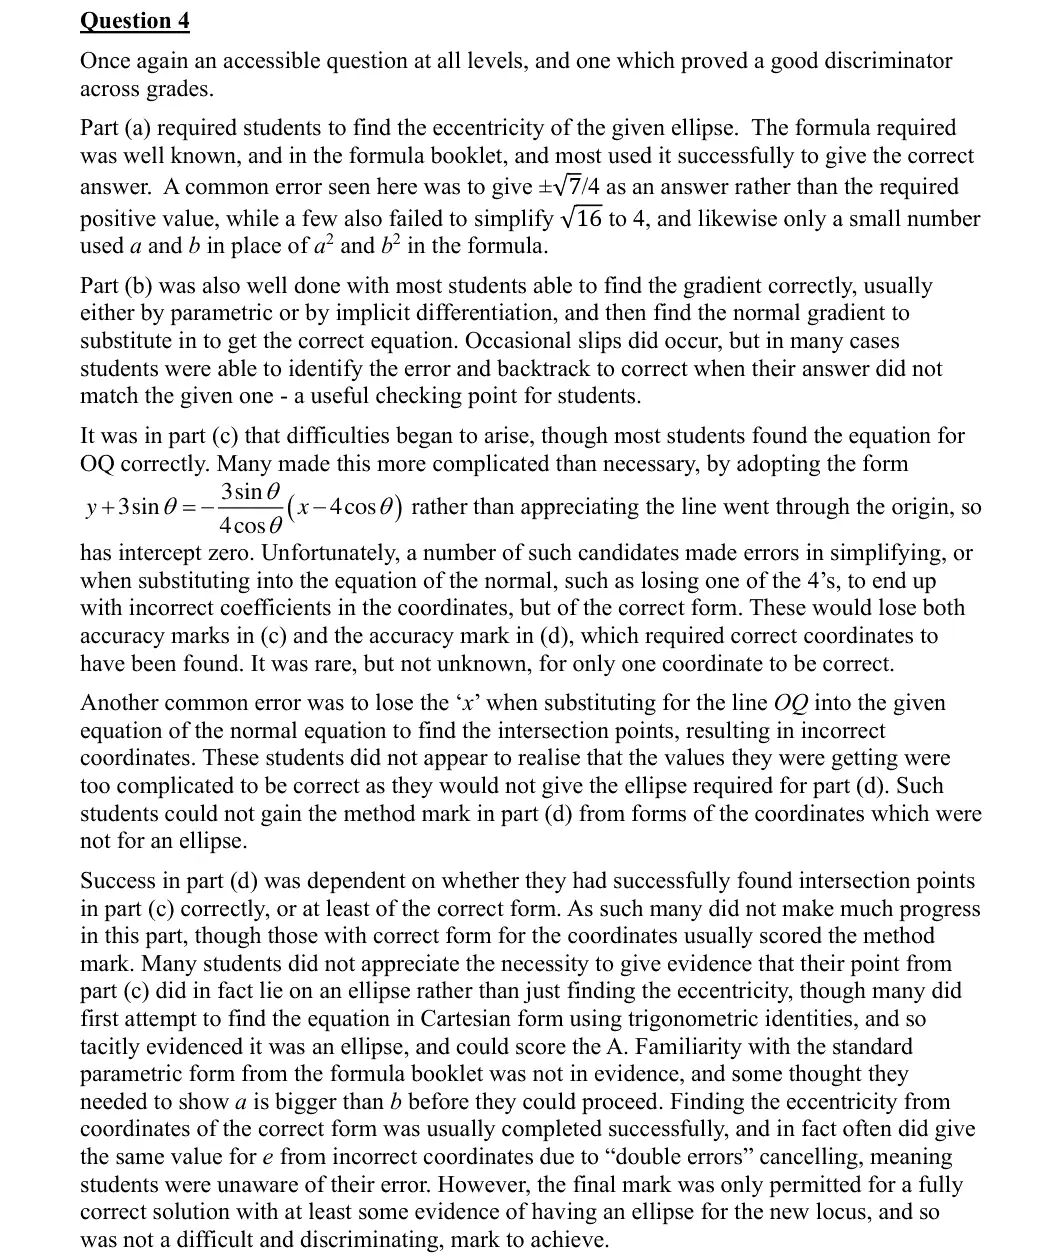 Question 4
Once again an accessible question at all levels, and one which proved a good discriminator
across grades.
Part (a) required students to find the eccentricity of the given ellipse.  The formula required
was well known, and in the formula booklet, and most used it successfully to give the correct
answer.  A common error seen here was to give ±√7/4 as an answer rather than the required
positive value, while a few also failed to simplify √16 to 4, and likewise only a small number
used a and b in place of a² and b² in the formula.
Part (b) was also well done with most students able to find the gradient correctly, usually
either by parametric or by implicit differentiation, and then find the normal gradient to
substitute in to get the correct equation. Occasional slips did occur, but in many cases
students were able to identify the error and backtrack to correct when their answer did not
match the given one - a useful checking point for students.
It was in part (c) that difficulties began to arise, though most students found the equation for
OQ correctly. Many made this more complicated than necessary, by adopting the form
y + 3sin θ = − 3sin θ / 4cos θ (x − 4cos θ) rather than appreciating the line went through the origin, so
has intercept zero. Unfortunately, a number of such candidates made errors in simplifying, or
when substituting into the equation of the normal, such as losing one of the 4’s, to end up
with incorrect coefficients in the coordinates, but of the correct form. These would lose both
accuracy marks in (c) and the accuracy mark in (d), which required correct coordinates to
have been found. It was rare, but not unknown, for only one coordinate to be correct.
Another common error was to lose the ‘x’ when substituting for the line OQ into the given
equation of the normal equation to find the intersection points, resulting in incorrect
coordinates. These students did not appear to realise that the values they were getting were
too complicated to be correct as they would not give the ellipse required for part (d). Such
students could not gain the method mark in part (d) from forms of the coordinates which were
not for an ellipse.
Success in part (d) was dependent on whether they had successfully found intersection points
in part (c) correctly, or at least of the correct form. As such many did not make much progress
in this part, though those with correct form for the coordinates usually scored the method
mark. Many students did not appreciate the necessity to give evidence that their point from
part (c) did in fact lie on an ellipse rather than just finding the eccentricity, though many did
first attempt to find the equation in Cartesian form using trigonometric identities, and so
tacitly evidenced it was an ellipse, and could score the A. Familiarity with the standard
parametric form from the formula booklet was not in evidence, and some thought they
needed to show a is bigger than b before they could proceed. Finding the eccentricity from
coordinates of the correct form was usually completed successfully, and in fact often did give
the same value for e from incorrect coordinates due to “double errors” cancelling, meaning
students were unaware of their error. However, the final mark was only permitted for a fully
correct solution with at least some evidence of having an ellipse for the new locus, and so
was not a difficult and discriminating, mark to achieve.